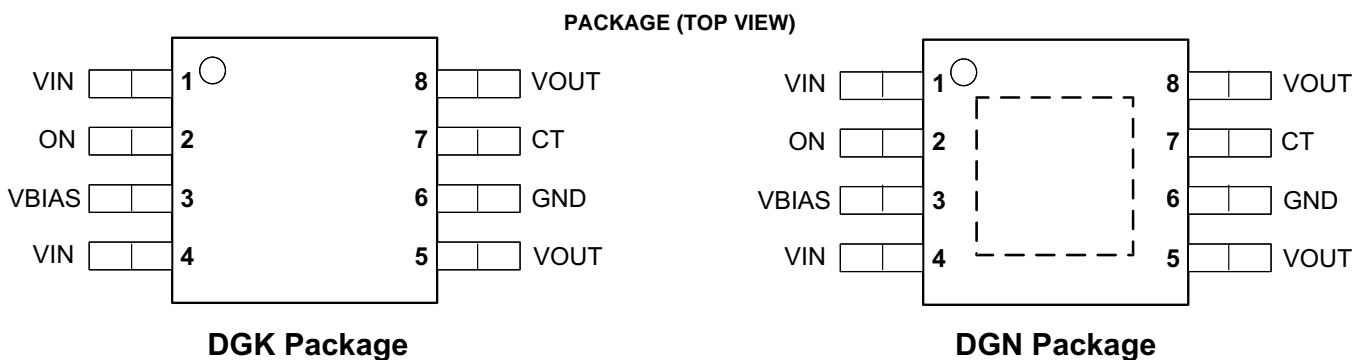 PACKAGE (TOP VIEW)
VIN 1 8 VOUT
ON 2 7 CT
VBIAS 3 6 GND
VIN 4 5 VOUT
DGK Package
VIN 1 8 VOUT
ON 2 7 CT
VBIAS 3 6 GND
VIN 4 5 VOUT
DGN Package